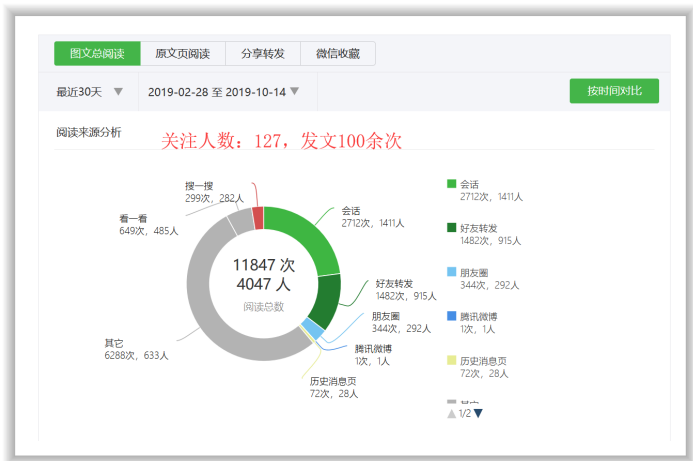 图文总阅读 原文页阅读 分享转发 微信收藏
最近30天 2019-02-28 至 2019-10-14 按时间对比
阅读来源分析
关注人数：127，发文100余次
搜一搜
299次，282人
看一看
649次，485人
会话
2712次，1411人
11847 次
4047 人
阅读总数
好友转发
1482次，915人
朋友圈
344次，292人
腾讯微博
1次，1人
其它
6288次，633人
历史消息页
72次，28人
会话
2712次，1411人
好友转发
1482次，915人
朋友圈
344次，292人
腾讯微博
1次，1人
历史消息页
72次，28人
1/2